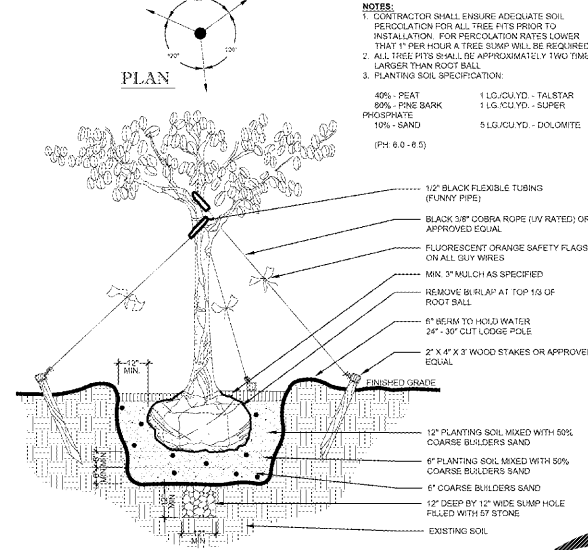 NOTES:
1. CONTRACTOR SHALL ENSURE ADEQUATE SOIL
PERCOLATION FOR ALL TREE PITS PRIOR TO
INSTALLATION. FOR PERCOLATION RATES LOWER
THAT 1" PER HOUR A TREE SUMP WILL BE REQUIRED
2. ALL TREE PITS SHALL BE APPROXIMATELY TWO TIME
LARGER THAN ROOT BALL
3. PLANTING SOIL SPECIFICATION:
40% - PEAT 1 LG./CU.YD. - TALSTAR
60% - PINE BARK 1 LG./CU.YD. - SUPER
PHOSPHATE
10% - SAND 5 LG./CU.YD. - DOLOMITE
(PH: 6.0 - 6.5)
120°
PLAN
1/2" BLACK FLEXIBLE TUBING
(FUNNY PIPE)
BLACK 3/8" COBRA ROPE (UV RATED) OR
APPROVED EQUAL
FLUORESCENT ORANGE SAFETY FLAGS
ON ALL GUY WIRES
MIN. 3" MULCH AS SPECIFIED
REMOVE BURLAP AT TOP 1/3 OF
ROOT BALL
6" BERM TO HOLD WATER
24" - 30" CUT LODGE POLE
2" X 4" X 3' WOOD STAKES OR APPROVED
EQUAL
12"
MIN.
FINISHED GRADE
12" PLANTING SOIL MIXED WITH 50%
COARSE BUILDERS SAND
6" PLANTING SOIL MIXED WITH 50%
COARSE BUILDERS SAND
6" COARSE BUILDERS SAND
12" DEEP BY 12" WIDE SUMP HOLE
FILLED WITH 57 STONE
EXISTING SOIL
12"
MIN
12"
MIN